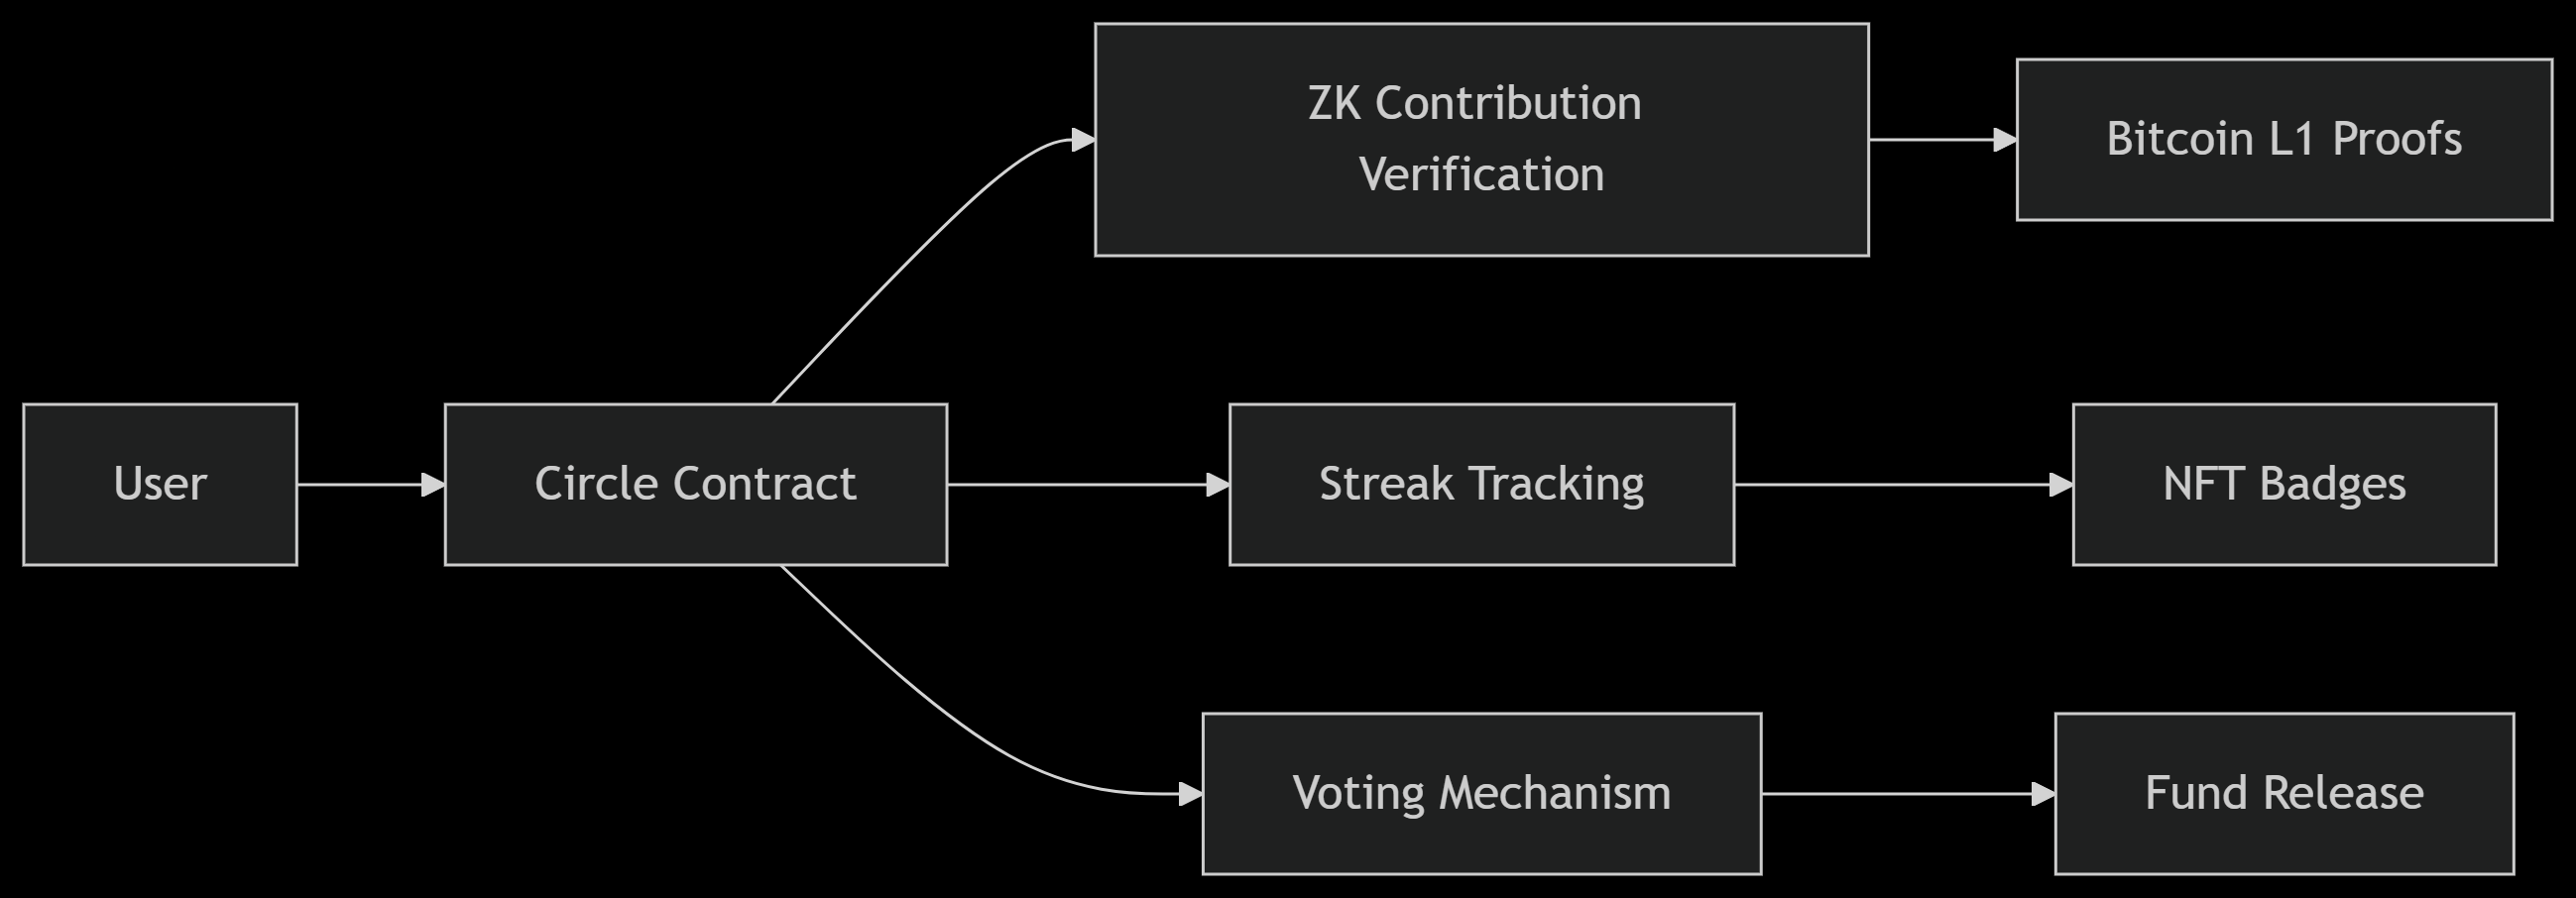 ZK Contribution
Verification
Bitcoin L1 Proofs
User
Circle Contract
Streak Tracking
NFT Badges
Voting Mechanism
Fund Release